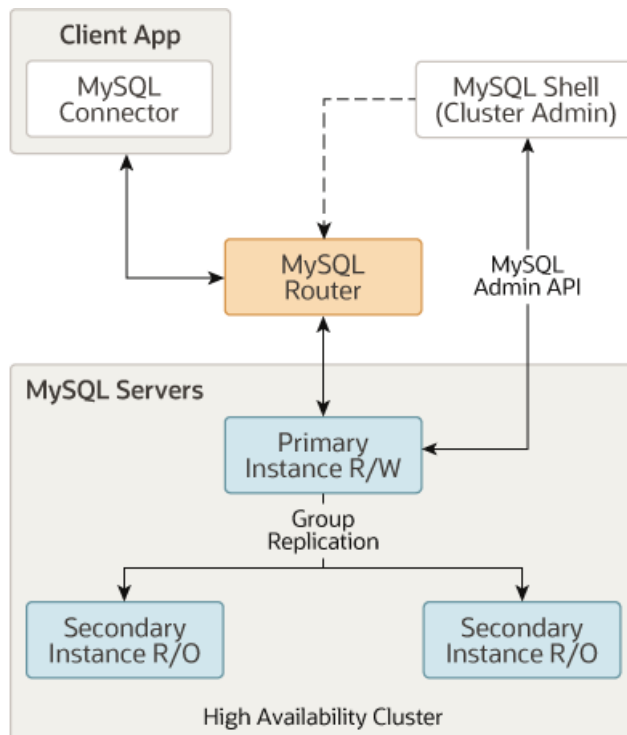 Client App
MySQL
Connector
MySQL Shell
(Cluster Admin)
MySQL
Router
MySQL
Admin API
MySQL Servers
Primary
Instance R/W
Group
Replication
Secondary
Instance R/O
Secondary
Instance R/O
High Availability Cluster